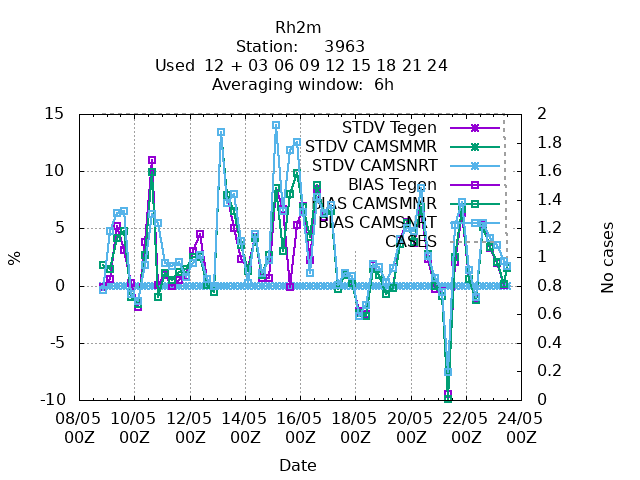 Rh2m
Station: 3963
Used 12 + 03 06 09 12 15 18 21 24
Averaging window: 6h
15
10
5
0
-5
-10
%
2
1.8
1.6
1.4
1.2
1
0.8
0.6
0.4
0.2
0
No cases
STDV Tegen
STDV CAMSMMR
STDV CAMSNRT
BIAS Tegen
BIAS CAMSMMR
BIAS CAMSNRT
CASES
08/05 10/05 12/05 14/05 16/05 18/05 20/05 22/05 24/05
00Z 00Z 00Z 00Z 00Z 00Z 00Z 00Z 00Z
Date